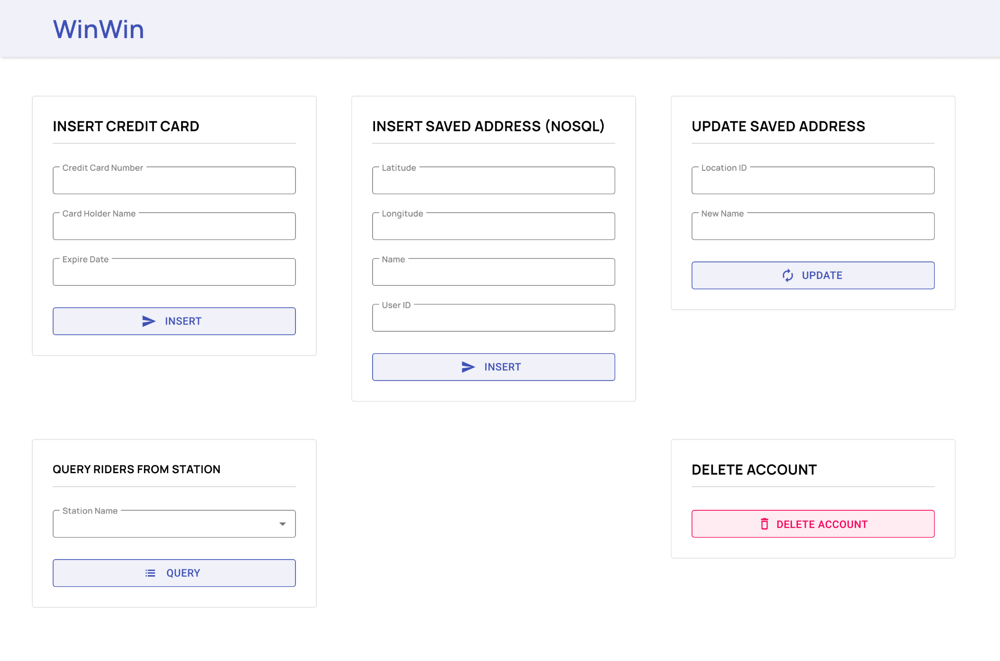 WinWin
INSERT CREDIT CARD
Credit Card Number
Card Holder Name
Expire Date
INSERT
INSERT SAVED ADDRESS (NOSQL)
Latitude
Longitude
Name
User ID
INSERT
UPDATE SAVED ADDRESS
Location ID
New Name
UPDATE
QUERY RIDERS FROM STATION
Station Name
QUERY
DELETE ACCOUNT
DELETE ACCOUNT